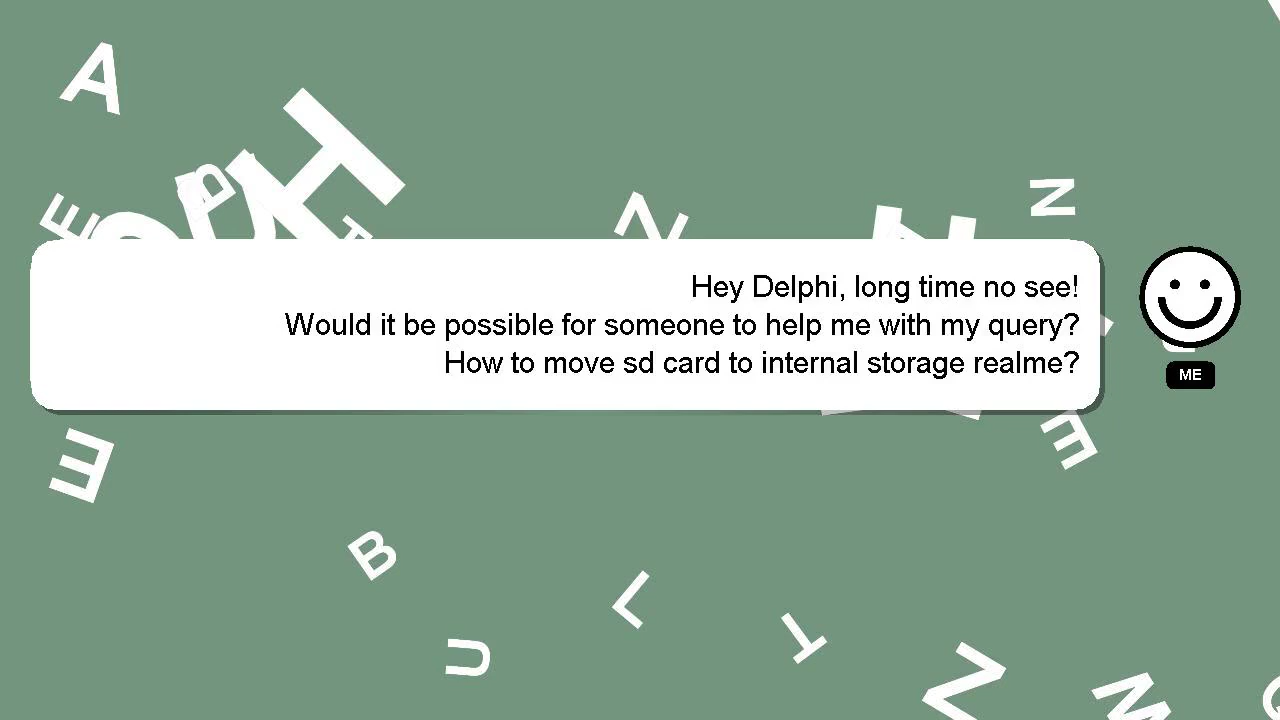 A
H
D
E
Z
N
Hey Delphi, long time no see!
Would it be possible for someone to help me with my query?
How to move sd card to internal storage realme?
ME
E
E
B
L
U
T
Z
M